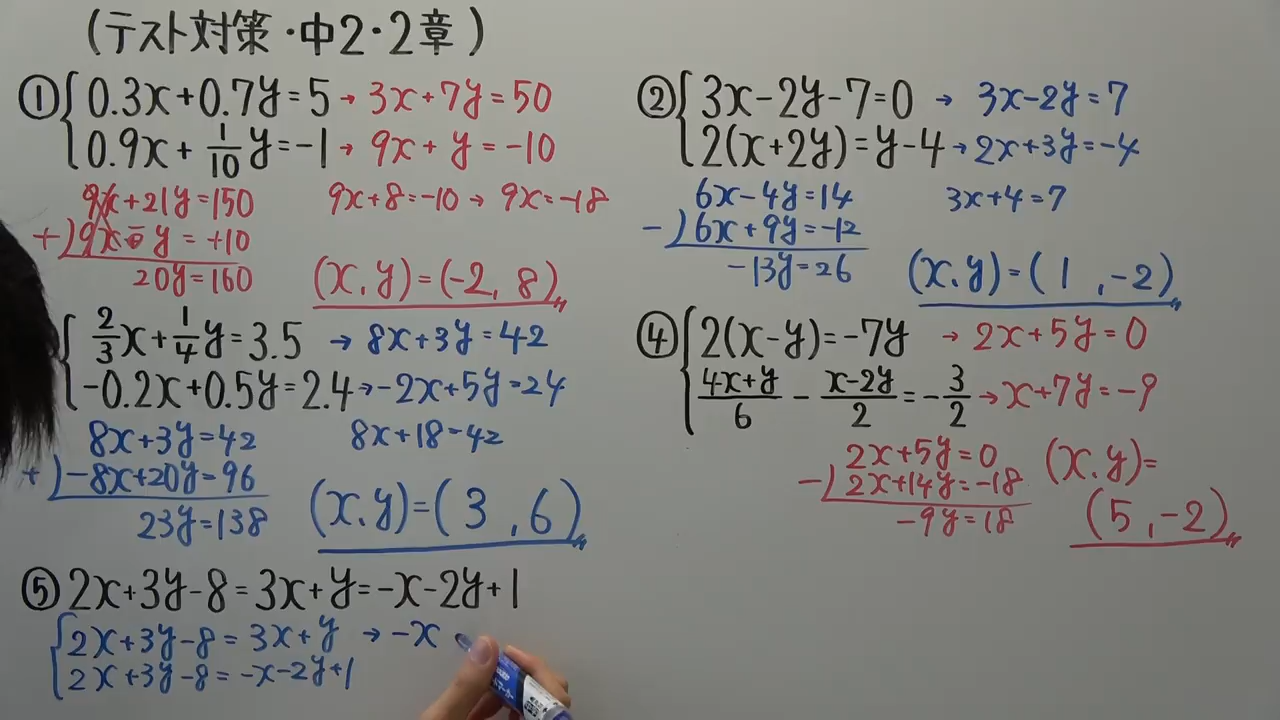 (テスト対策・中2・2章)
① 0.3x+0.7y=5 → 3x+7y=50
0.9x+1/10 y=-1 → 9x+y=-10
9x+21y=150 9x+8=-10 → 9x=-18
+) 9x- y=+10
20y=160 (x,y)=(-2, 8)
2/3 x+1/4 y=3.5 → 8x+3y=42
-0.2x+0.5y=2.4 → -2x+5y=24
8x+3y=42 8x+18=42
+) -8x+20y=96
23y=138 (x,y)=(3, 6)
② 3x-2y-7=0 → 3x-2y=7
2(x+2y)=y-4 → 2x+3y=-4
6x-4y=14 3x+4=7
-) 6x+9y=-12
-13y=26 (x,y)=(1, -2)
④ 2(x-y)=-7y → 2x+5y=0
4x+y/6 - x-2y/2 = -3/2 → x+7y=-9
2x+5y=0 (x,y)=
-) 2x+14y=-18
-9y=18 (5, -2)
⑤ 2x+3y-8=3x+y=-x-2y+1
2x+3y-8=3x+y → -x
2x+3y-8=-x-2y+1